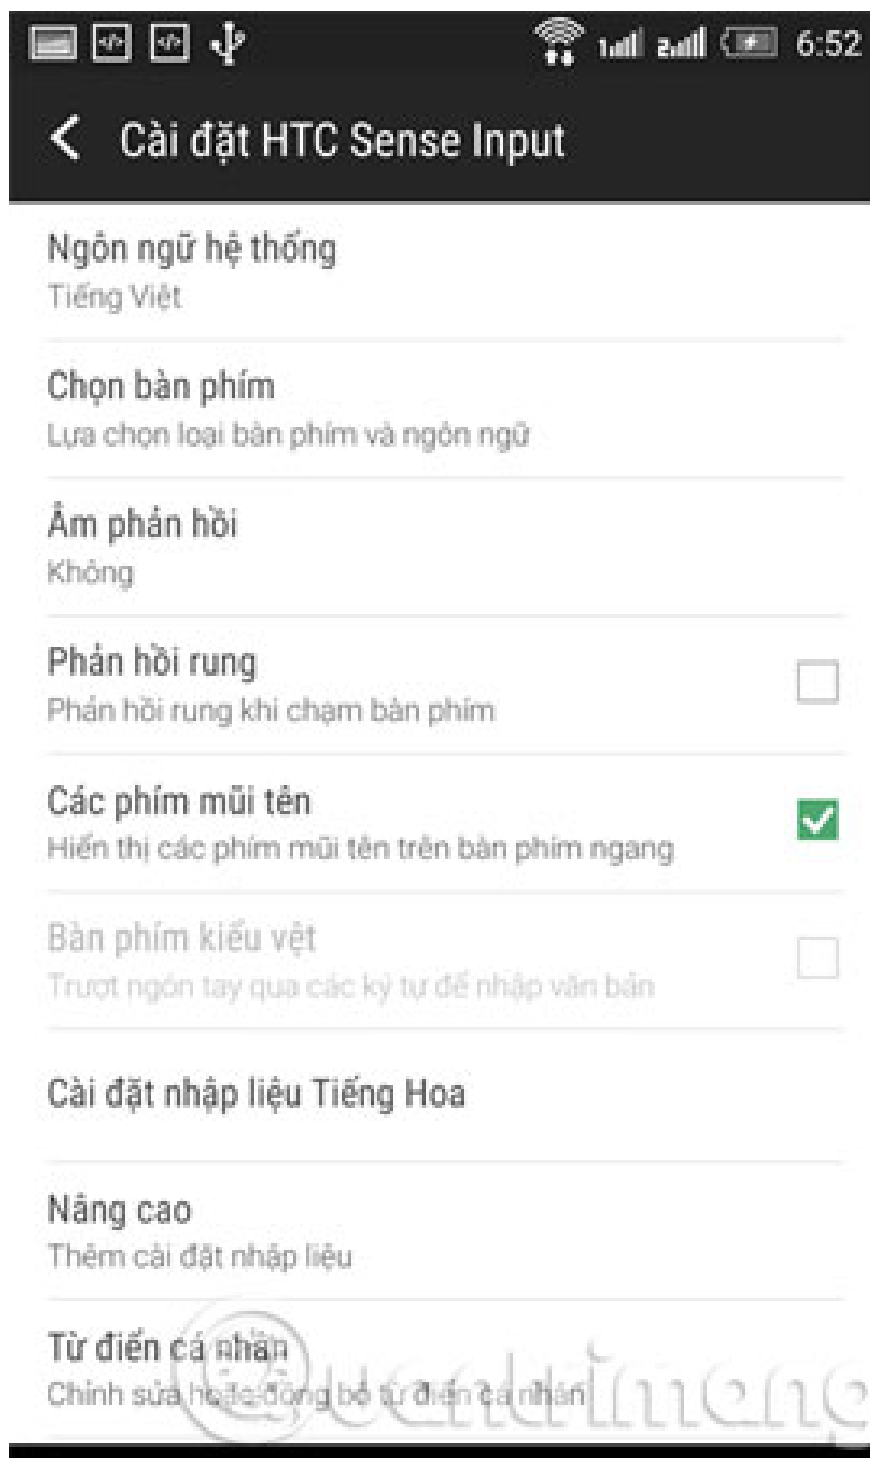 6:52
Cài đặt HTC Sense Input
Ngôn ngữ hệ thống
Tiếng Việt
Chọn bàn phím
Lựa chọn loại bàn phím và ngôn ngữ
Âm phản hồi
Không
Phản hồi rung
Phản hồi rung khi chạm bàn phím
Các phím mũi tên
Hiển thị các phím mũi tên trên bàn phím ngang
Bàn phím kiểu vệt
Trượt ngón tay qua các ký tự để nhập văn bản
Cài đặt nhập liệu Tiếng Hoa
Nâng cao
Thêm cài đặt nhập liệu
Từ điển cá nhân
Chỉnh sửa hoặc đồng bộ từ điển cá nhân
Quantrimang